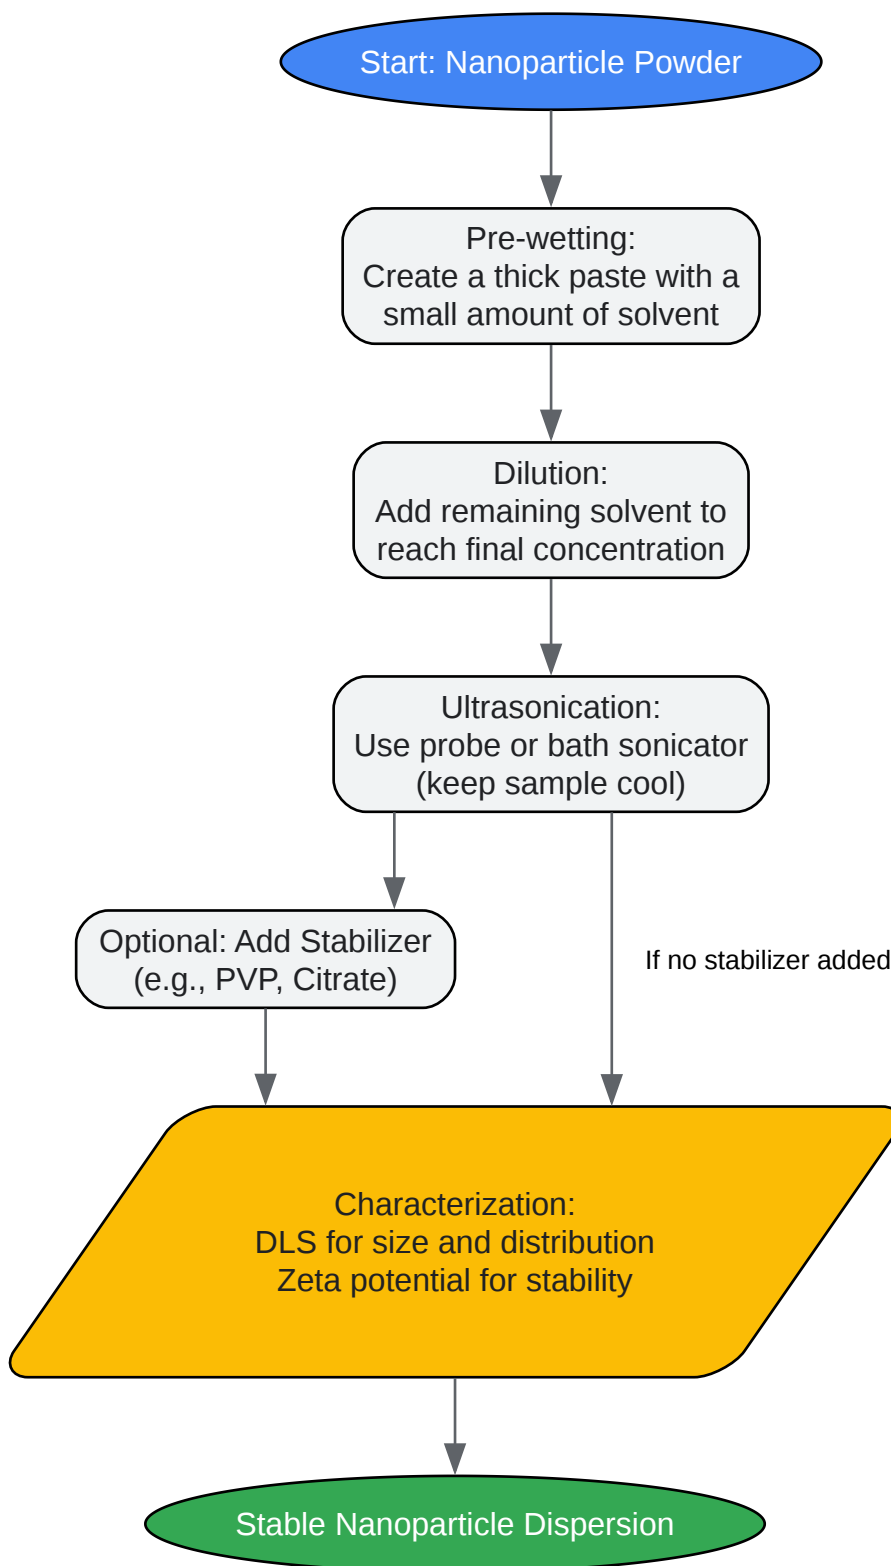 Start: Nanoparticle Powder
Pre-wetting:
Create a thick paste with a
small amount of solvent
Dilution:
Add remaining solvent to
reach final concentration
Ultrasonication:
Use probe or bath sonicator
(keep sample cool)
Optional: Add Stabilizer
(e.g., PVP, Citrate)
If no stabilizer added
Characterization:
DLS for size and distribution
Zeta potential for stability
Stable Nanoparticle Dispersion